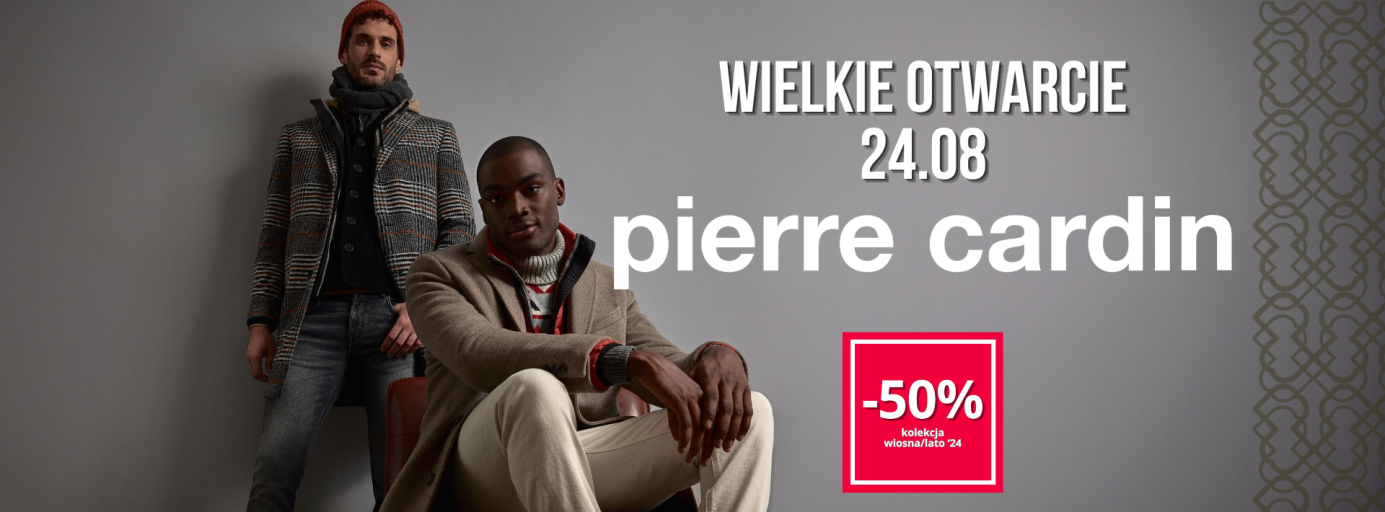 WIELKIE OTWARCIE
24.08
pierre cardin
-50%
kolekcja
wiosna/lato '24